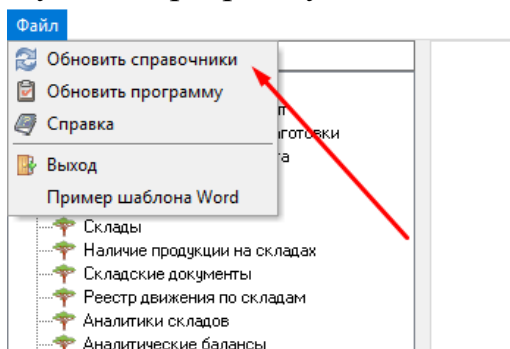 Файл
Обновить справочники
Обновить программу
Справка
Выход
Пример шаблона Word
Склады
Наличие продукции на складах
Складские документы
Реестр движения по складам
Аналитики складов
Аналитические балансы